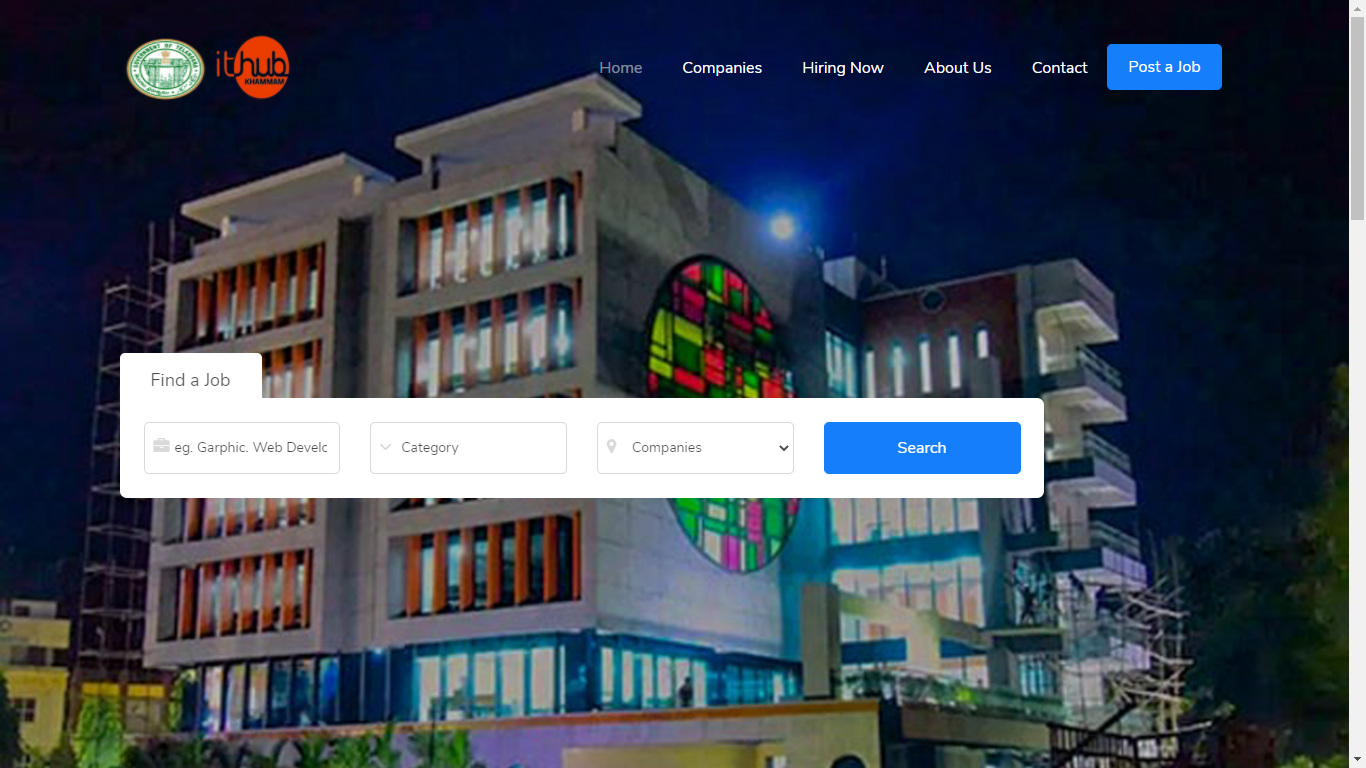 GOVERNMENT OF TELANGANA
ithub
KHAMMAM
Home
Companies
Hiring Now
About Us
Contact
Post a Job
Find a Job
eg. Garphic. Web Develc
Category
Companies
Search